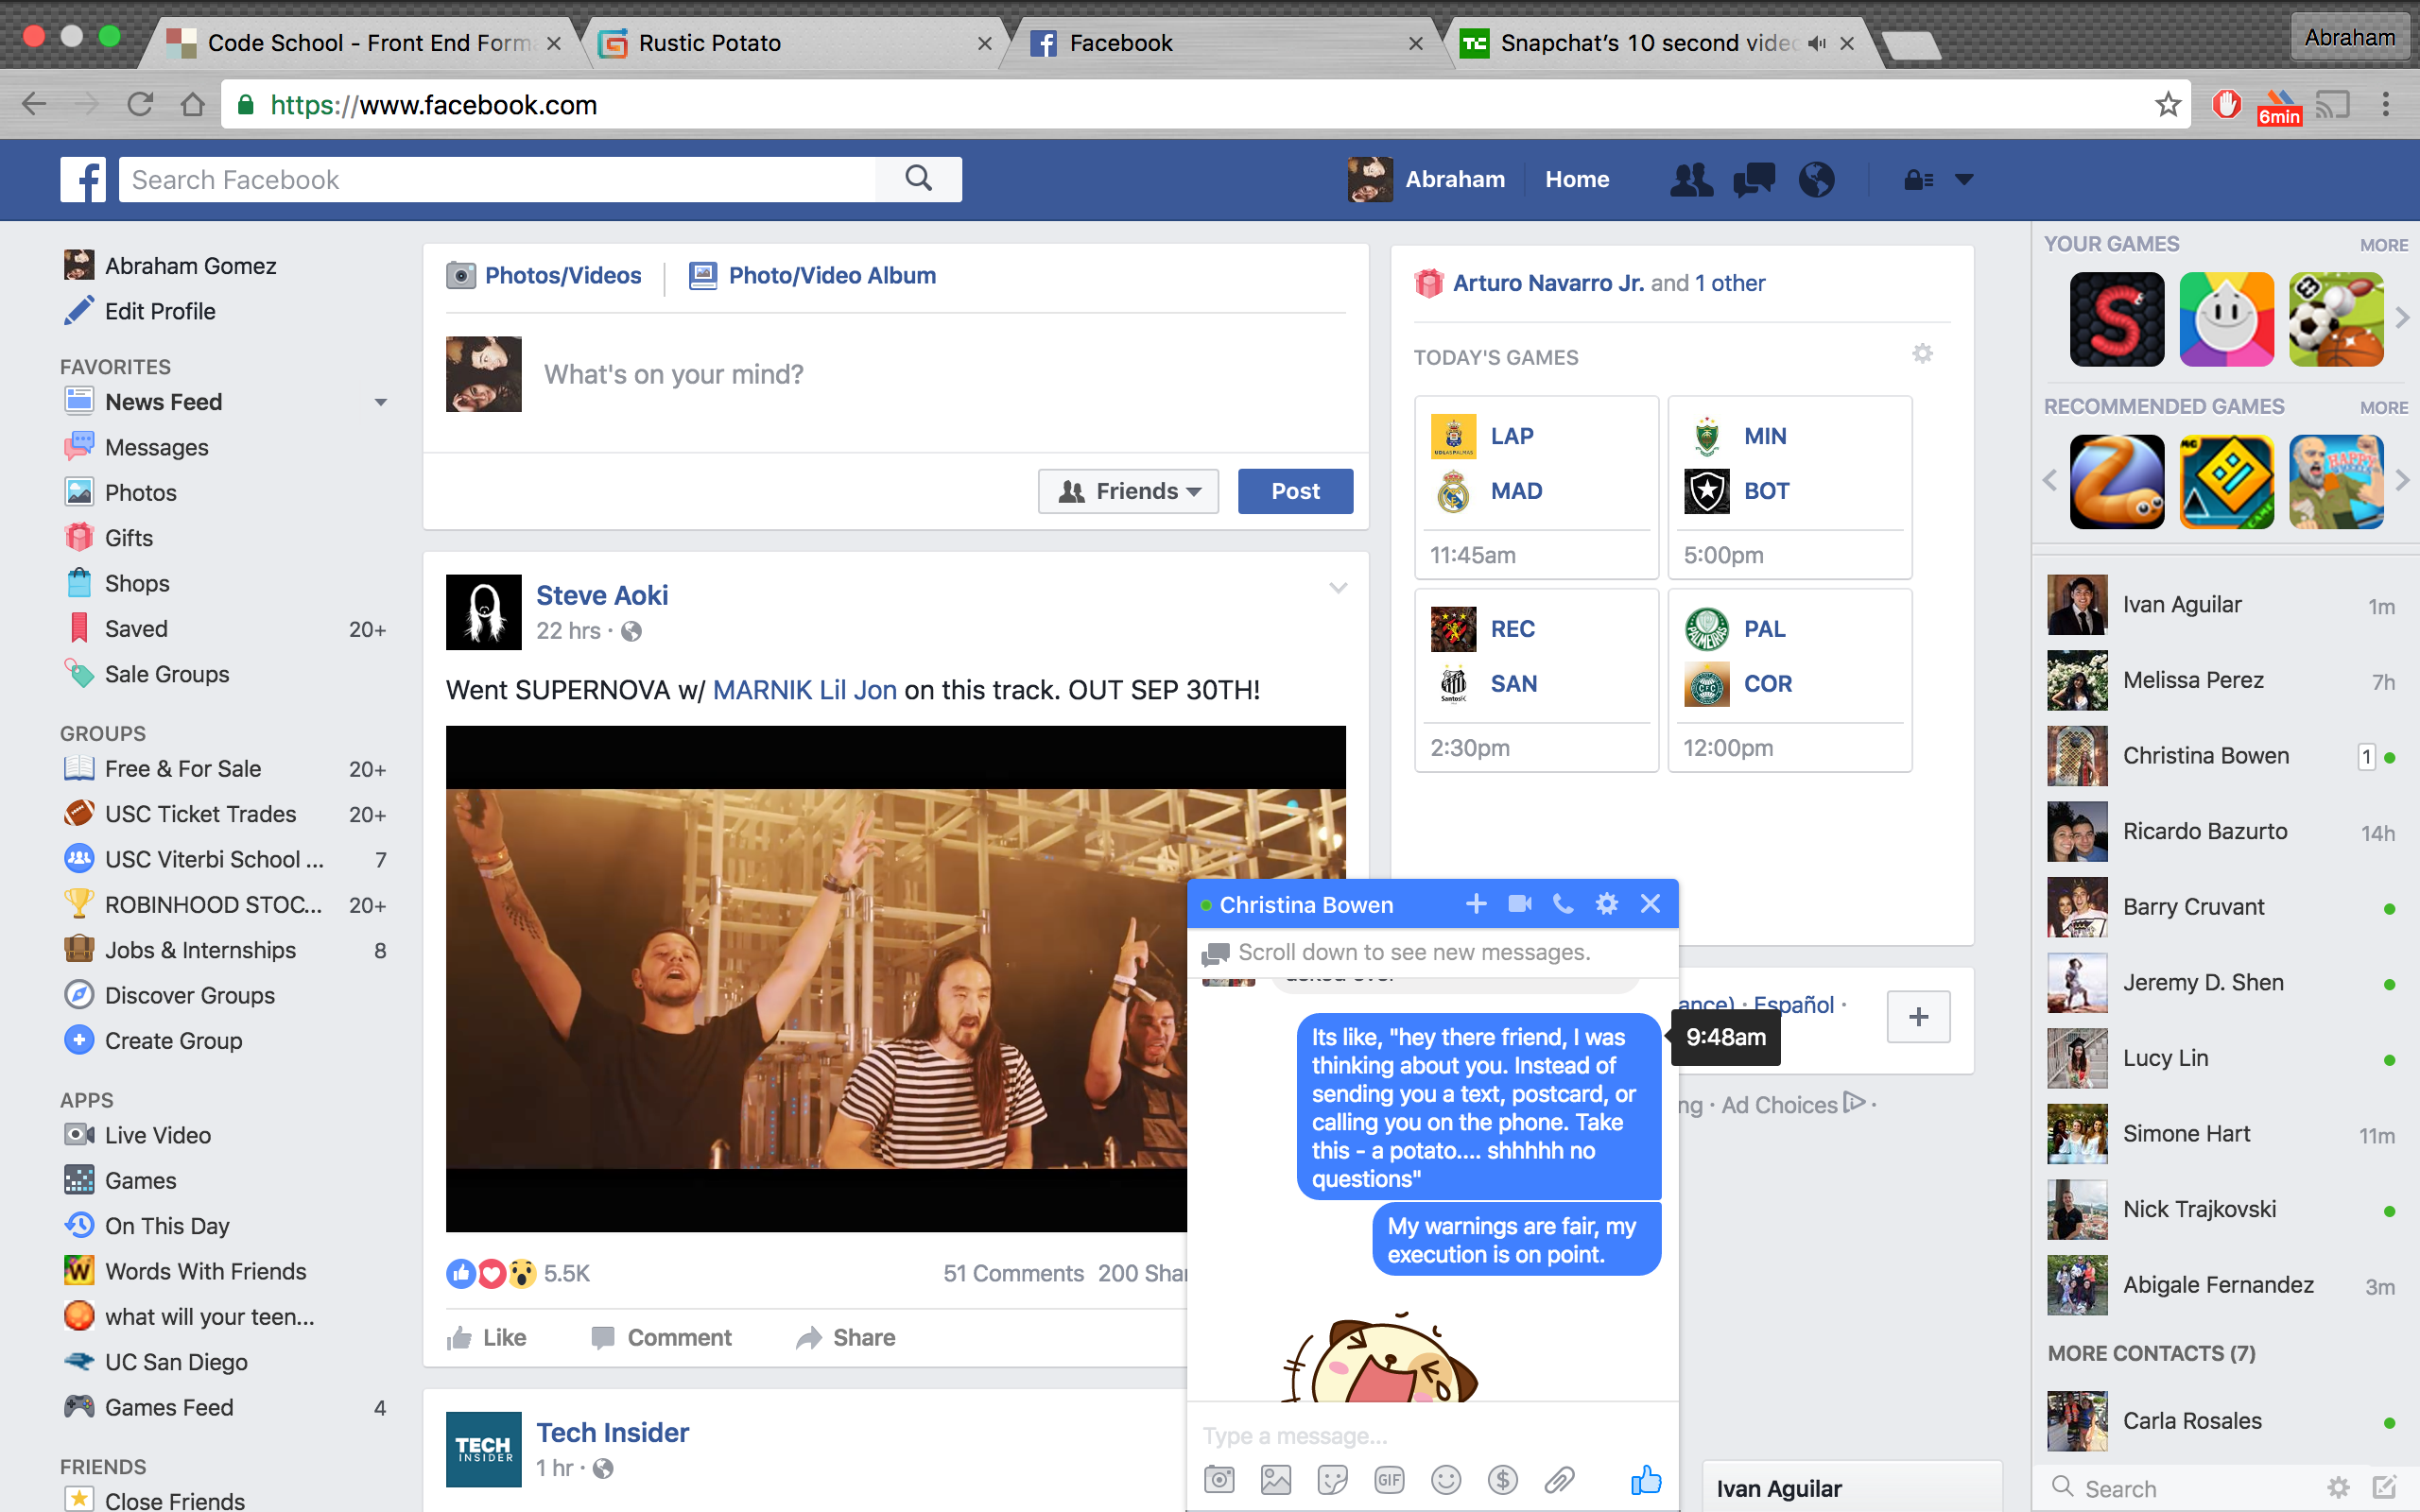 Code School - Front End Form
Rustic Potato
Facebook
Snapchat's 10 second video
Abraham
https://www.facebook.com
6min
Search Facebook
Abraham
Home
Abraham Gomez
Edit Profile
FAVORITES
News Feed
Messages
Photos
Gifts
Shops
Saved 20+
Sale Groups
GROUPS
Free & For Sale 20+
USC Ticket Trades 20+
USC Viterbi School ... 7
ROBINHOOD STOC... 20+
Jobs & Internships 8
Discover Groups
Create Group
APPS
Live Video
Games
On This Day
Words With Friends
what will your teen...
UC San Diego
Games Feed 4
FRIENDS
Close Friends
Photos/Videos
Photo/Video Album
What's on your mind?
Friends
Post
Steve Aoki
22 hrs ·
Went SUPERNOVA w/ MARNIK Lil Jon on this track. OUT SEP 30TH!
5.5K
51 Comments 200 Shar
Like
Comment
Share
TECH
INSIDER
Tech Insider
1 hr ·
Arturo Navarro Jr. and 1 other
TODAY'S GAMES
LAP
MAD
11:45am
MIN
BOT
5:00pm
REC
SAN
2:30pm
PAL
COR
12:00pm
ance) · Español ·
+
ng · Ad Choices ·
Christina Bowen
Scroll down to see new messages.
Its like, "hey there friend, I was
thinking about you. Instead of
sending you a text, postcard, or
calling you on the phone. Take
this - a potato.... shhhhh no
questions"
9:48am
My warnings are fair, my
execution is on point.
Type a message...
GIF
Ivan Aguilar
YOUR GAMES MORE
RECOMMENDED GAMES MORE
HAPPY
Ivan Aguilar 1m
Melissa Perez 7h
Christina Bowen 1
Ricardo Bazurto 14h
Barry Cruvant
Jeremy D. Shen
Lucy Lin
Simone Hart 11m
Nick Trajkovski
Abigale Fernandez 3m
MORE CONTACTS (7)
Carla Rosales
Search